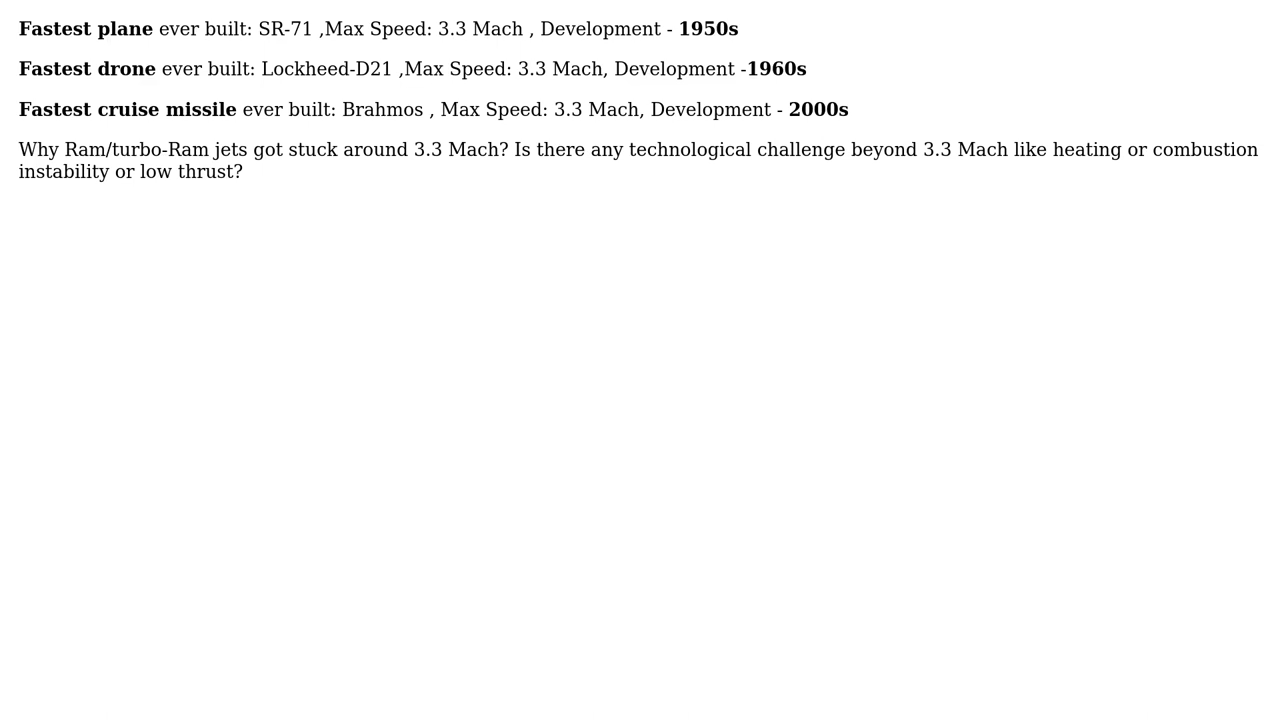 Fastest plane ever built: SR-71 ,Max Speed: 3.3 Mach , Development - 1950s
Fastest drone ever built: Lockheed-D21 ,Max Speed: 3.3 Mach, Development -1960s
Fastest cruise missile ever built: Brahmos , Max Speed: 3.3 Mach, Development - 2000s
Why Ram/turbo-Ram jets got stuck around 3.3 Mach? Is there any technological challenge beyond 3.3 Mach like heating or combustion
instability or low thrust?